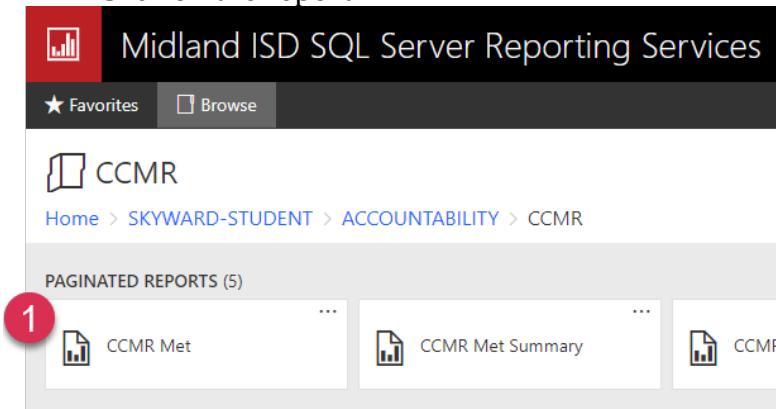 Midland ISD SQL Server Reporting Services
★ Favorites Browse
CCMR
Home > SKYWARD-STUDENT > ACCOUNTABILITY > CCMR
PAGINATED REPORTS (5)
1
... ...
CCMR Met CCMR Met Summary